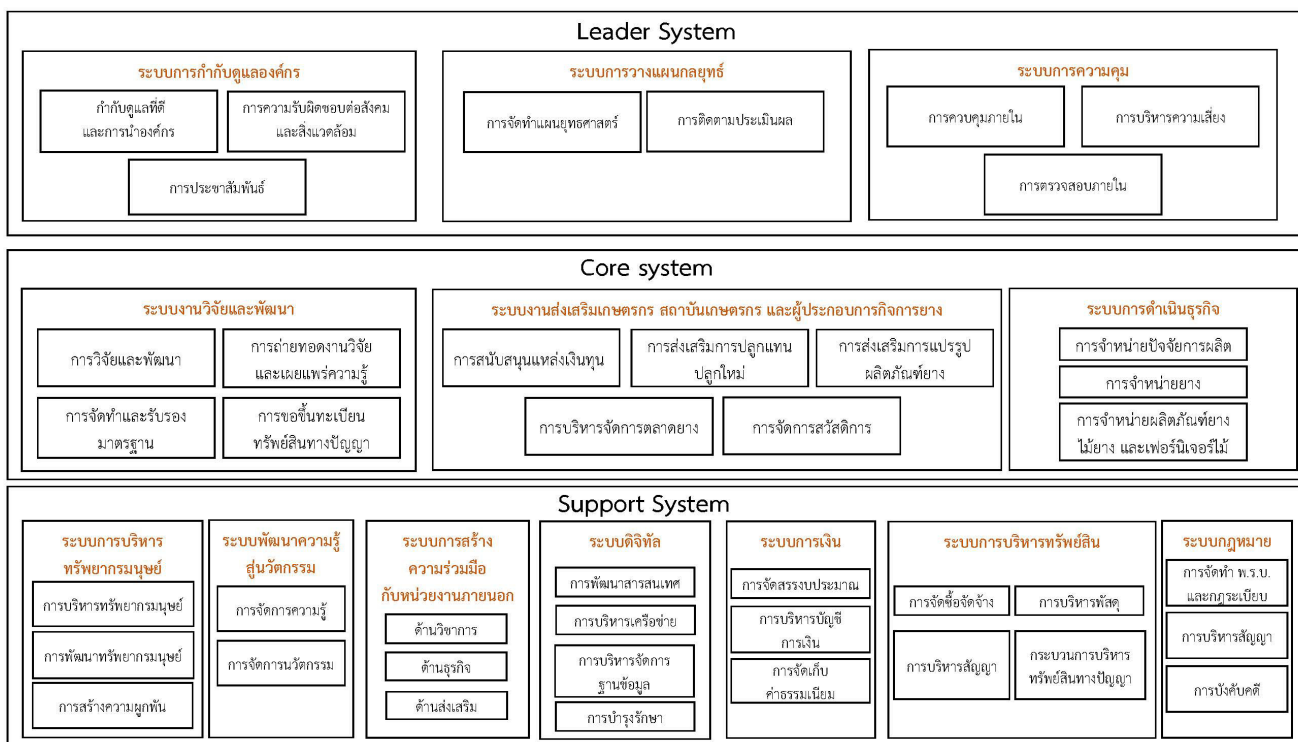 Leader System
ระบบการกำกับดูแลองค์กร
กำกับดูแลที่ดี
และการนำองค์กร
การความรับผิดชอบต่อสังคม
และสิ่งแวดล้อม
การประชาสัมพันธ์
ระบบการวางแผนกลยุทธ์
การจัดทำแผนยุทธศาสตร์
การติดตามประเมินผล
ระบบการความคุม
การควบคุมภายใน
การบริหารความเสี่ยง
การตรวจสอบภายใน
Core system
ระบบงานวิจัยและพัฒนา
การวิจัยและพัฒนา
การถ่ายทอดงานวิจัย
และเผยแพร่ความรู้
การจัดทำและรับรอง
มาตรฐาน
การขอขึ้นทะเบียน
ทรัพย์สินทางปัญญา
ระบบงานส่งเสริมเกษตรกร สถาบันเกษตรกร และผู้ประกอบการกิจการยาง
การสนับสนุนแหล่งเงินทุน
การส่งเสริมการปลูกแทน
ปลูกใหม่
การส่งเสริมการแปรรูป
ผลิตภัณฑ์ยาง
การบริหารจัดการตลาดยาง
การจัดการสวัสดิการ
ระบบการดำเนินธุรกิจ
การจำหน่ายปัจจัยการผลิต
การจำหน่ายยาง
การจำหน่ายผลิตภัณฑ์ยาง
ไม้ยาง และเฟอร์นิเจอร์ไม้
Support System
ระบบการบริหาร
ทรัพยากรมนุษย์
การบริหารทรัพยากรมนุษย์
การพัฒนาทรัพยากรมนุษย์
การสร้างความผูกพัน
ระบบพัฒนาความรู้
สู่นวัตกรรม
การจัดการความรู้
การจัดการนวัตกรรม
ระบบการสร้าง
ความร่วมมือ
กับหน่วยงานภายนอก
ด้านวิชาการ
ด้านธุรกิจ
ด้านส่งเสริม
ระบบดิจิทัล
การพัฒนาสารสนเทศ
การบริหารเครือข่าย
การบริหารจัดการ
ฐานข้อมูล
การบำรุงรักษา
ระบบการเงิน
การจัดสรรงบประมาณ
การบริหารบัญชี
การเงิน
การจัดเก็บ
ค่าธรรมเนียม
ระบบการบริหารทรัพย์สิน
การจัดซื้อจัดจ้าง
การบริหารพัสดุ
การบริหารสัญญา
กระบวนการบริหาร
ทรัพย์สินทางปัญญา
ระบบกฎหมาย
การจัดทำ พ.ร.บ.
และกฎระเบียบ
การบริหารสัญญา
การบังคับคดี